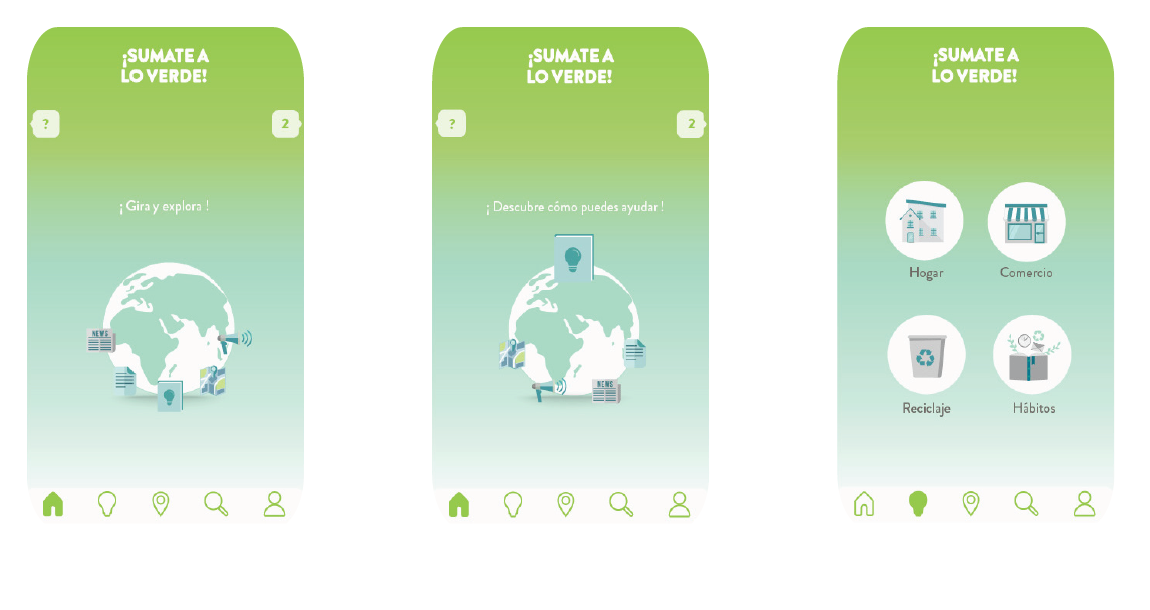 ¡SUMATE A
LO VERDE!
?
2
¡ Gira y explora !
NEWS
¡SUMATE A
LO VERDE!
?
2
¡ Descubre cómo puedes ayudar !
NEWS
¡SUMATE A
LO VERDE!
Hogar
Comercio
Reciclaje
Hábitos